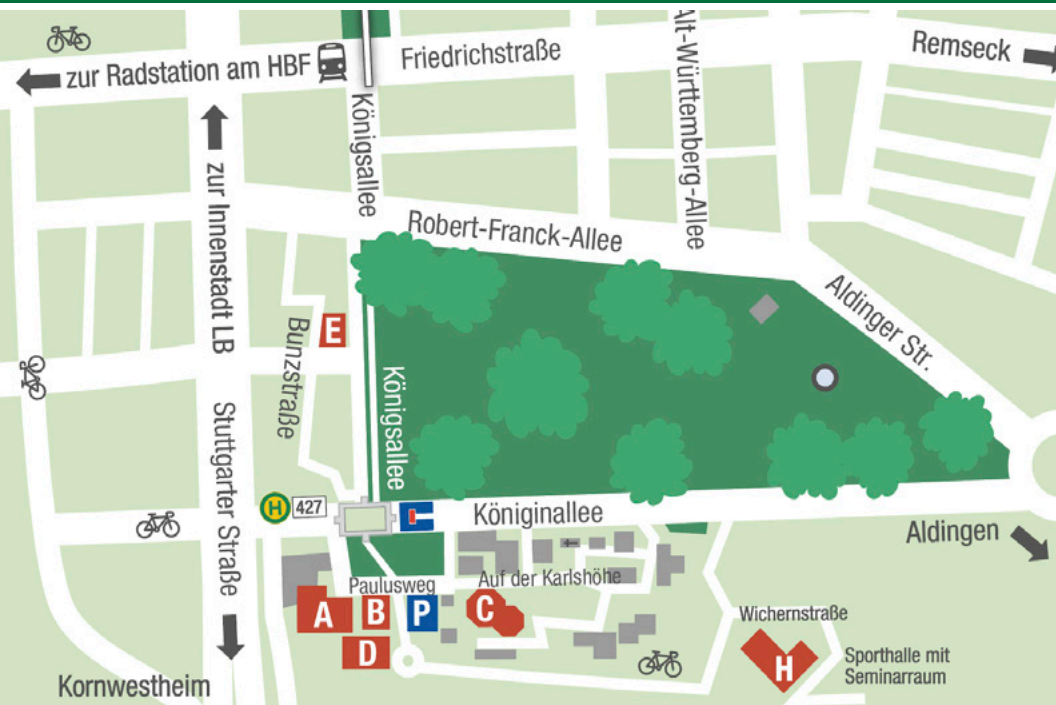 Friedrichstraße
Alt-Württemberg-Allee
Remseck
zur Radstation am HBF
Königsallee
zur Innenstadt LB
Robert-Franck-Allee
Aldinger Str.
E
Bunzstraße
Königsallee
Stuttgarter Straße
H
427
Königinallee
Aldingen
Paulusweg
Auf der Karlshöhe
A
B
P
C
Wichernstraße
D
H
Sporthalle mit
Seminarraum
Kornwestheim